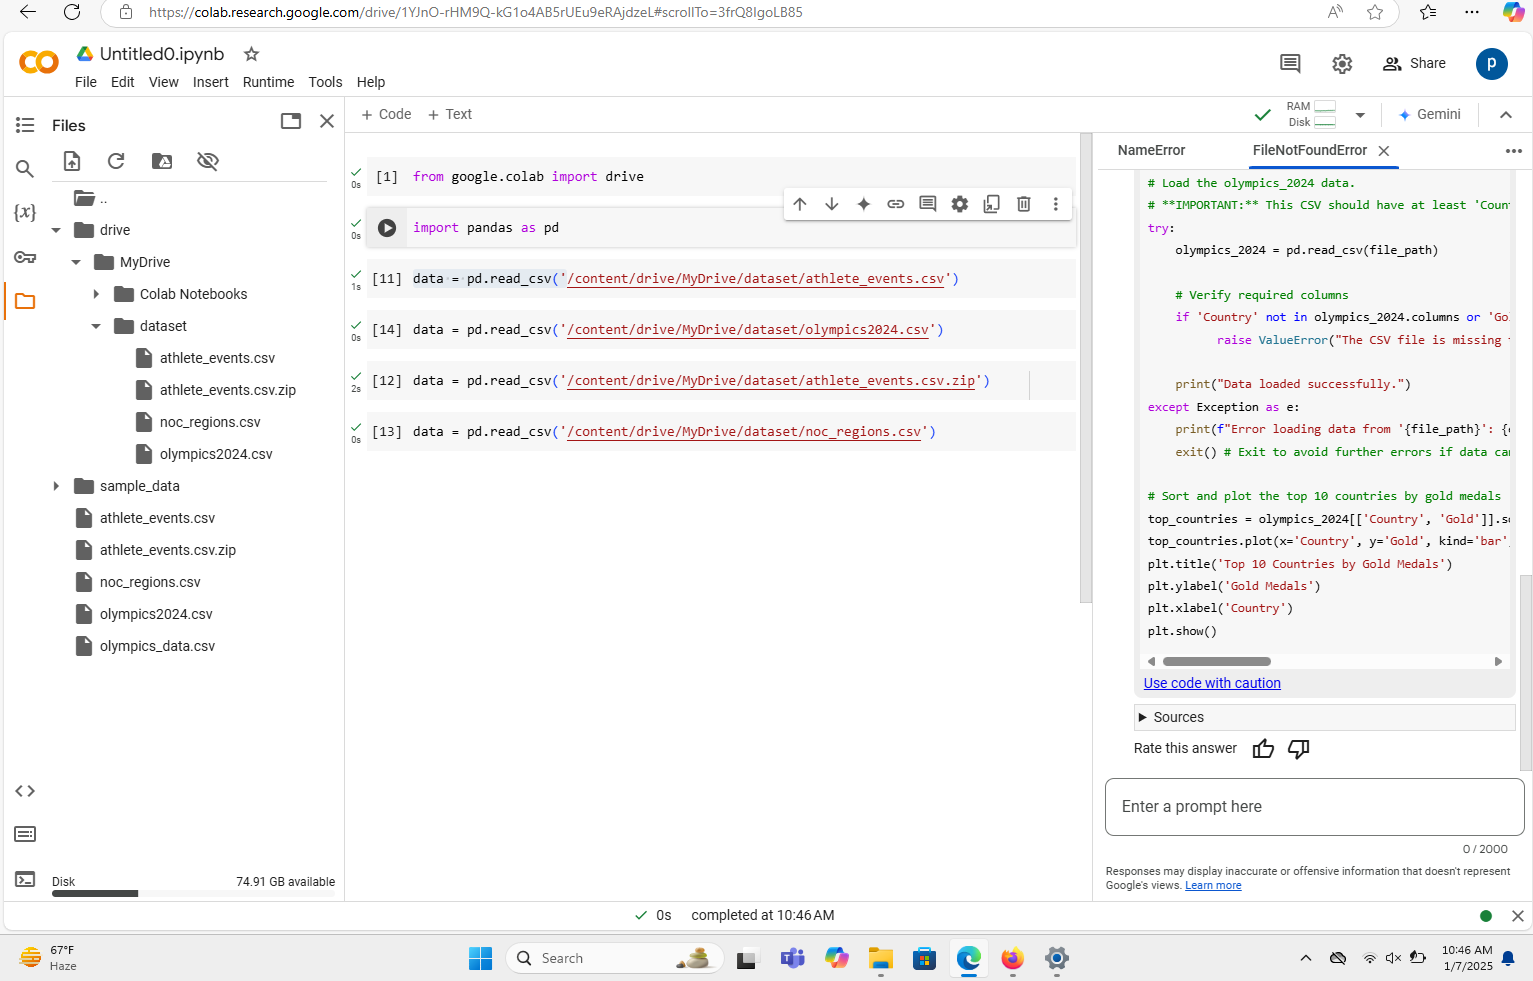 https://colab.research.google.com/drive/1YJnO-rHM9Q-kG1o4AB5rUEu9eRAjdzeL#scrollTo=3frQ8IgoLB85
Untitled0.ipynb
File Edit View Insert Runtime Tools Help
Share
p
Files
..
drive
MyDrive
Colab Notebooks
dataset
athlete_events.csv
athlete_events.csv.zip
noc_regions.csv
olympics2024.csv
sample_data
athlete_events.csv
athlete_events.csv.zip
noc_regions.csv
olympics2024.csv
olympics_data.csv
Disk 74.91 GB available
+ Code + Text
RAM
Disk
Gemini
0s [1] from google.colab import drive
0s import pandas as pd
1s [11] data = pd.read_csv('/content/drive/MyDrive/dataset/athlete_events.csv')
0s [14] data = pd.read_csv('/content/drive/MyDrive/dataset/olympics2024.csv')
2s [12] data = pd.read_csv('/content/drive/MyDrive/dataset/athlete_events.csv.zip')
0s [13] data = pd.read_csv('/content/drive/MyDrive/dataset/noc_regions.csv')
NameError FileNotFoundError
# Load the olympics_2024 data.
# **IMPORTANT:** This CSV should have at least 'Coun
try:
olympics_2024 = pd.read_csv(file_path)
# Verify required columns
if 'Country' not in olympics_2024.columns or 'Go
raise ValueError("The CSV file is missing
print("Data loaded successfully.")
except Exception as e:
print(f"Error loading data from '{file_path}': {
exit() # Exit to avoid further errors if data ca
# Sort and plot the top 10 countries by gold medals
top_countries = olympics_2024[['Country', 'Gold']].so
top_countries.plot(x='Country', y='Gold', kind='bar',
plt.title('Top 10 Countries by Gold Medals')
plt.ylabel('Gold Medals')
plt.xlabel('Country')
plt.show()
Use code with caution
Sources
Rate this answer
Enter a prompt here
0 / 2000
Responses may display inaccurate or offensive information that doesn't represent
Google's views. Learn more
0s completed at 10:46 AM
67°F
Haze
Search
10:46 AM
1/7/2025